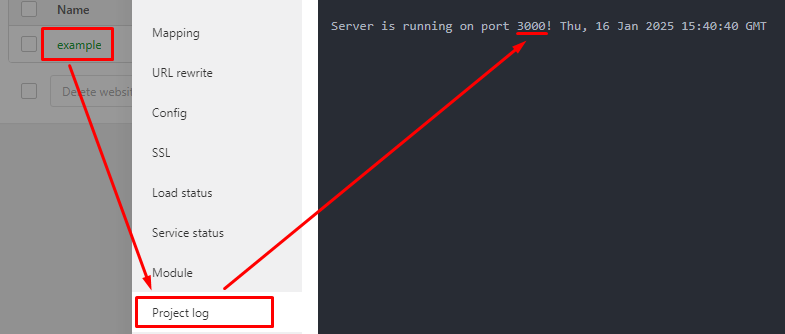 Name
example
Delete websit
Mapping
URL rewrite
Config
SSL
Load status
Service status
Module
Project log
Server is running on port 3000! Thu, 16 Jan 2025 15:40:40 GMT